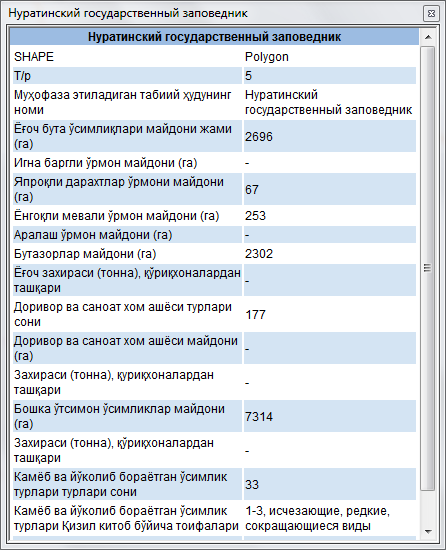 Нуратинский государственный заповедник
Нуратинский государственный заповедник
SHAPE Polygon
Т/р 5
Муҳофаза этиладиган табиий ҳудунинг номи Нуратинский государственный заповедник
Ёғоч бута ўсимлиқлари майдони жами (га) 2696
Игна баргли ўрмон майдони (га) -
Япроқли дарахтлар ўрмони майдони (га) 67
Ёнгоқли мевали ўрмон майдони (га) 253
Аралаш ўрмон майдони (га) -
Бутазорлар майдони (га) 2302
Ёғоч захираси (тонна), қўриқхоналардан ташқари -
Доривор ва саноат хом ашёси турлари сони 177
Доривор ва саноат хом ашёси майдони (га) -
Захираси (тонна), қуриқхоналардан ташқари -
Бошка ўтсимон ўсимликлар майдони (га) 7314
Захираси (тонна), қўриқхоналардан ташқари -
Камёб ва йўколиб бораётган ўсимлик турлари турлари сони 33
Камёб ва йўколиб бораётган ўсимлик турлари Қизил китоб бўйича тоифалари 1-3, исчезающие, редкие, сокращающиеся виды